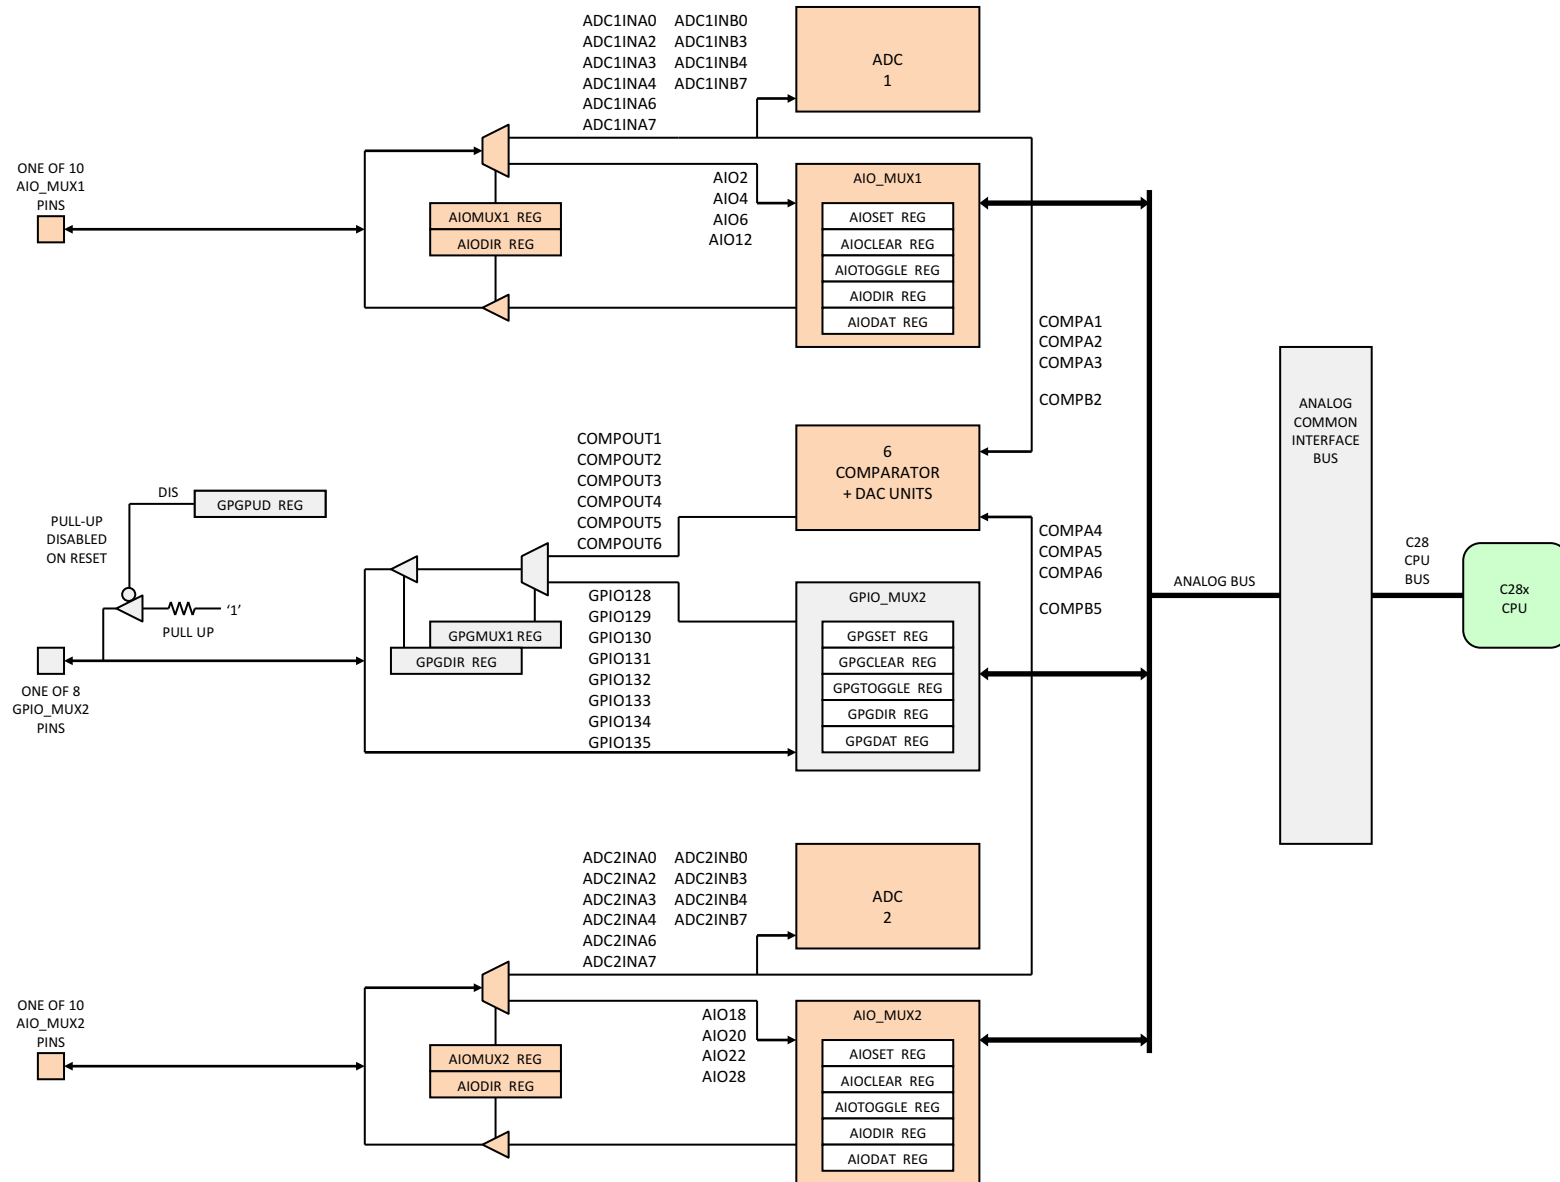 ADC1INA0 ADC1INB0
ADC1INA2 ADC1INB3
ADC1INA3 ADC1INB4
ADC1INA4 ADC1INB7
ADC1INA6
ADC1INA7
ADC
1
ONE OF 10
AIO_MUX1
PINS
AIOMUX1 REG
AIODIR REG
AIO2
AIO4
AIO6
AIO12
AIO_MUX1
AIOSET REG
AIOCLEAR REG
AIOTOGGLE REG
AIODIR REG
AIODAT REG
COMPA1
COMPA2
COMPA3
COMPB2
COMPOUT1
COMPOUT2
COMPOUT3
COMPOUT4
COMPOUT5
COMPOUT6
6
COMPARATOR
+ DAC UNITS
DIS
GPGPUD REG
PULL-UP
DISABLED
ON RESET
'1'
PULL UP
ONE OF 8
GPIO_MUX2
PINS
GPGMUX1 REG
GPGDIR REG
GPIO128
GPIO129
GPIO130
GPIO131
GPIO132
GPIO133
GPIO134
GPIO135
GPIO_MUX2
GPGSET REG
GPGCLEAR REG
GPGTOGGLE REG
GPGDIR REG
GPGDAT REG
COMPA4
COMPA5
COMPA6
COMPB5
ANALOG BUS
ANALOG
COMMON
INTERFACE
BUS
C28
CPU
BUS
C28x
CPU
ADC2INA0 ADC2INB0
ADC2INA2 ADC2INB3
ADC2INA3 ADC2INB4
ADC2INA4 ADC2INB7
ADC2INA6
ADC2INA7
ADC
2
ONE OF 10
AIO_MUX2
PINS
AIOMUX2 REG
AIODIR REG
AIO18
AIO20
AIO22
AIO28
AIO_MUX2
AIOSET REG
AIOCLEAR REG
AIOTOGGLE REG
AIODIR REG
AIODAT REG